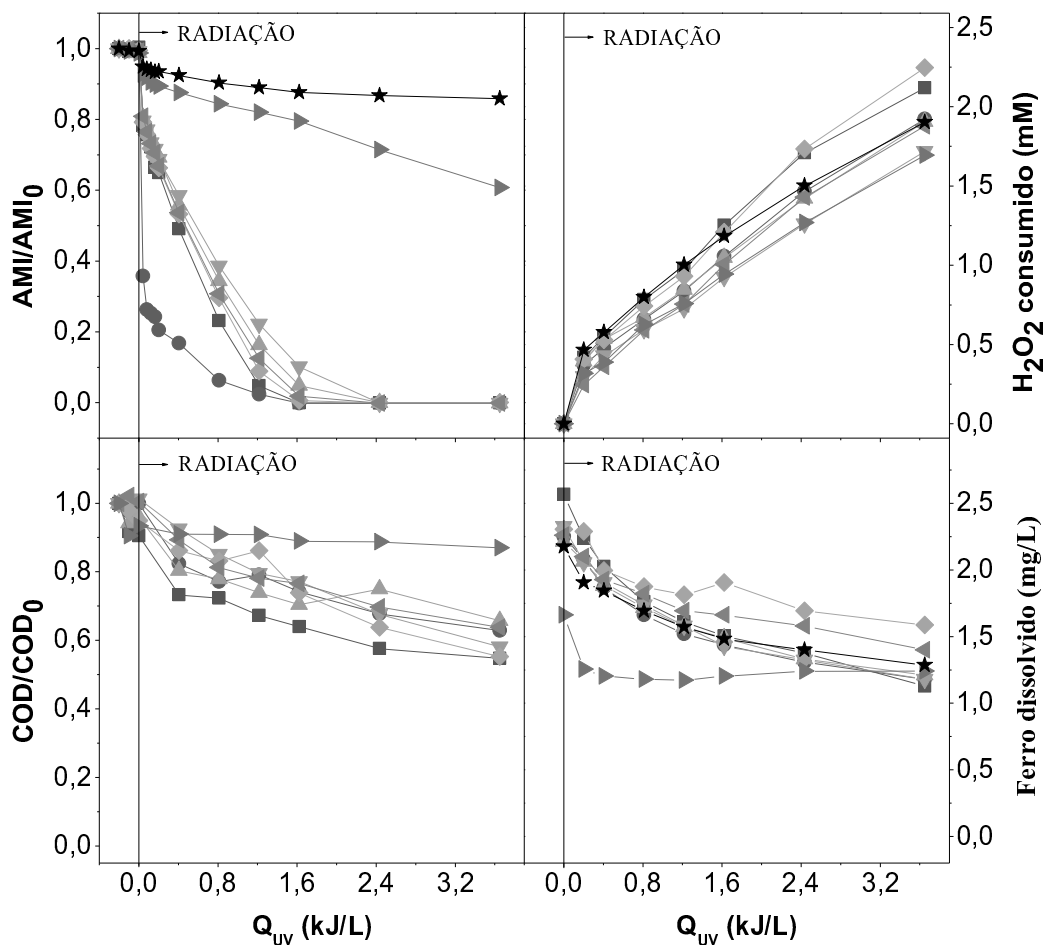 RADIAÇÃO
1,0
0,8
0,6
0,4
0,2
0,0
AMI/AMI0
RADIAÇÃO
2,5
2,0
1,5
1,0
0,5
0,0
H2O2 consumido (mM)
RADIAÇÃO
1,0
0,8
0,6
0,4
0,2
0,0
COD/COD0
0,0 0,8 1,6 2,4 3,2
QUV (kJ/L)
RADIAÇÃO
2,5
2,0
1,5
1,0
0,5
0,0
Ferro dissolvido (mg/L)
0,0 0,8 1,6 2,4 3,2
QUV (kJ/L)